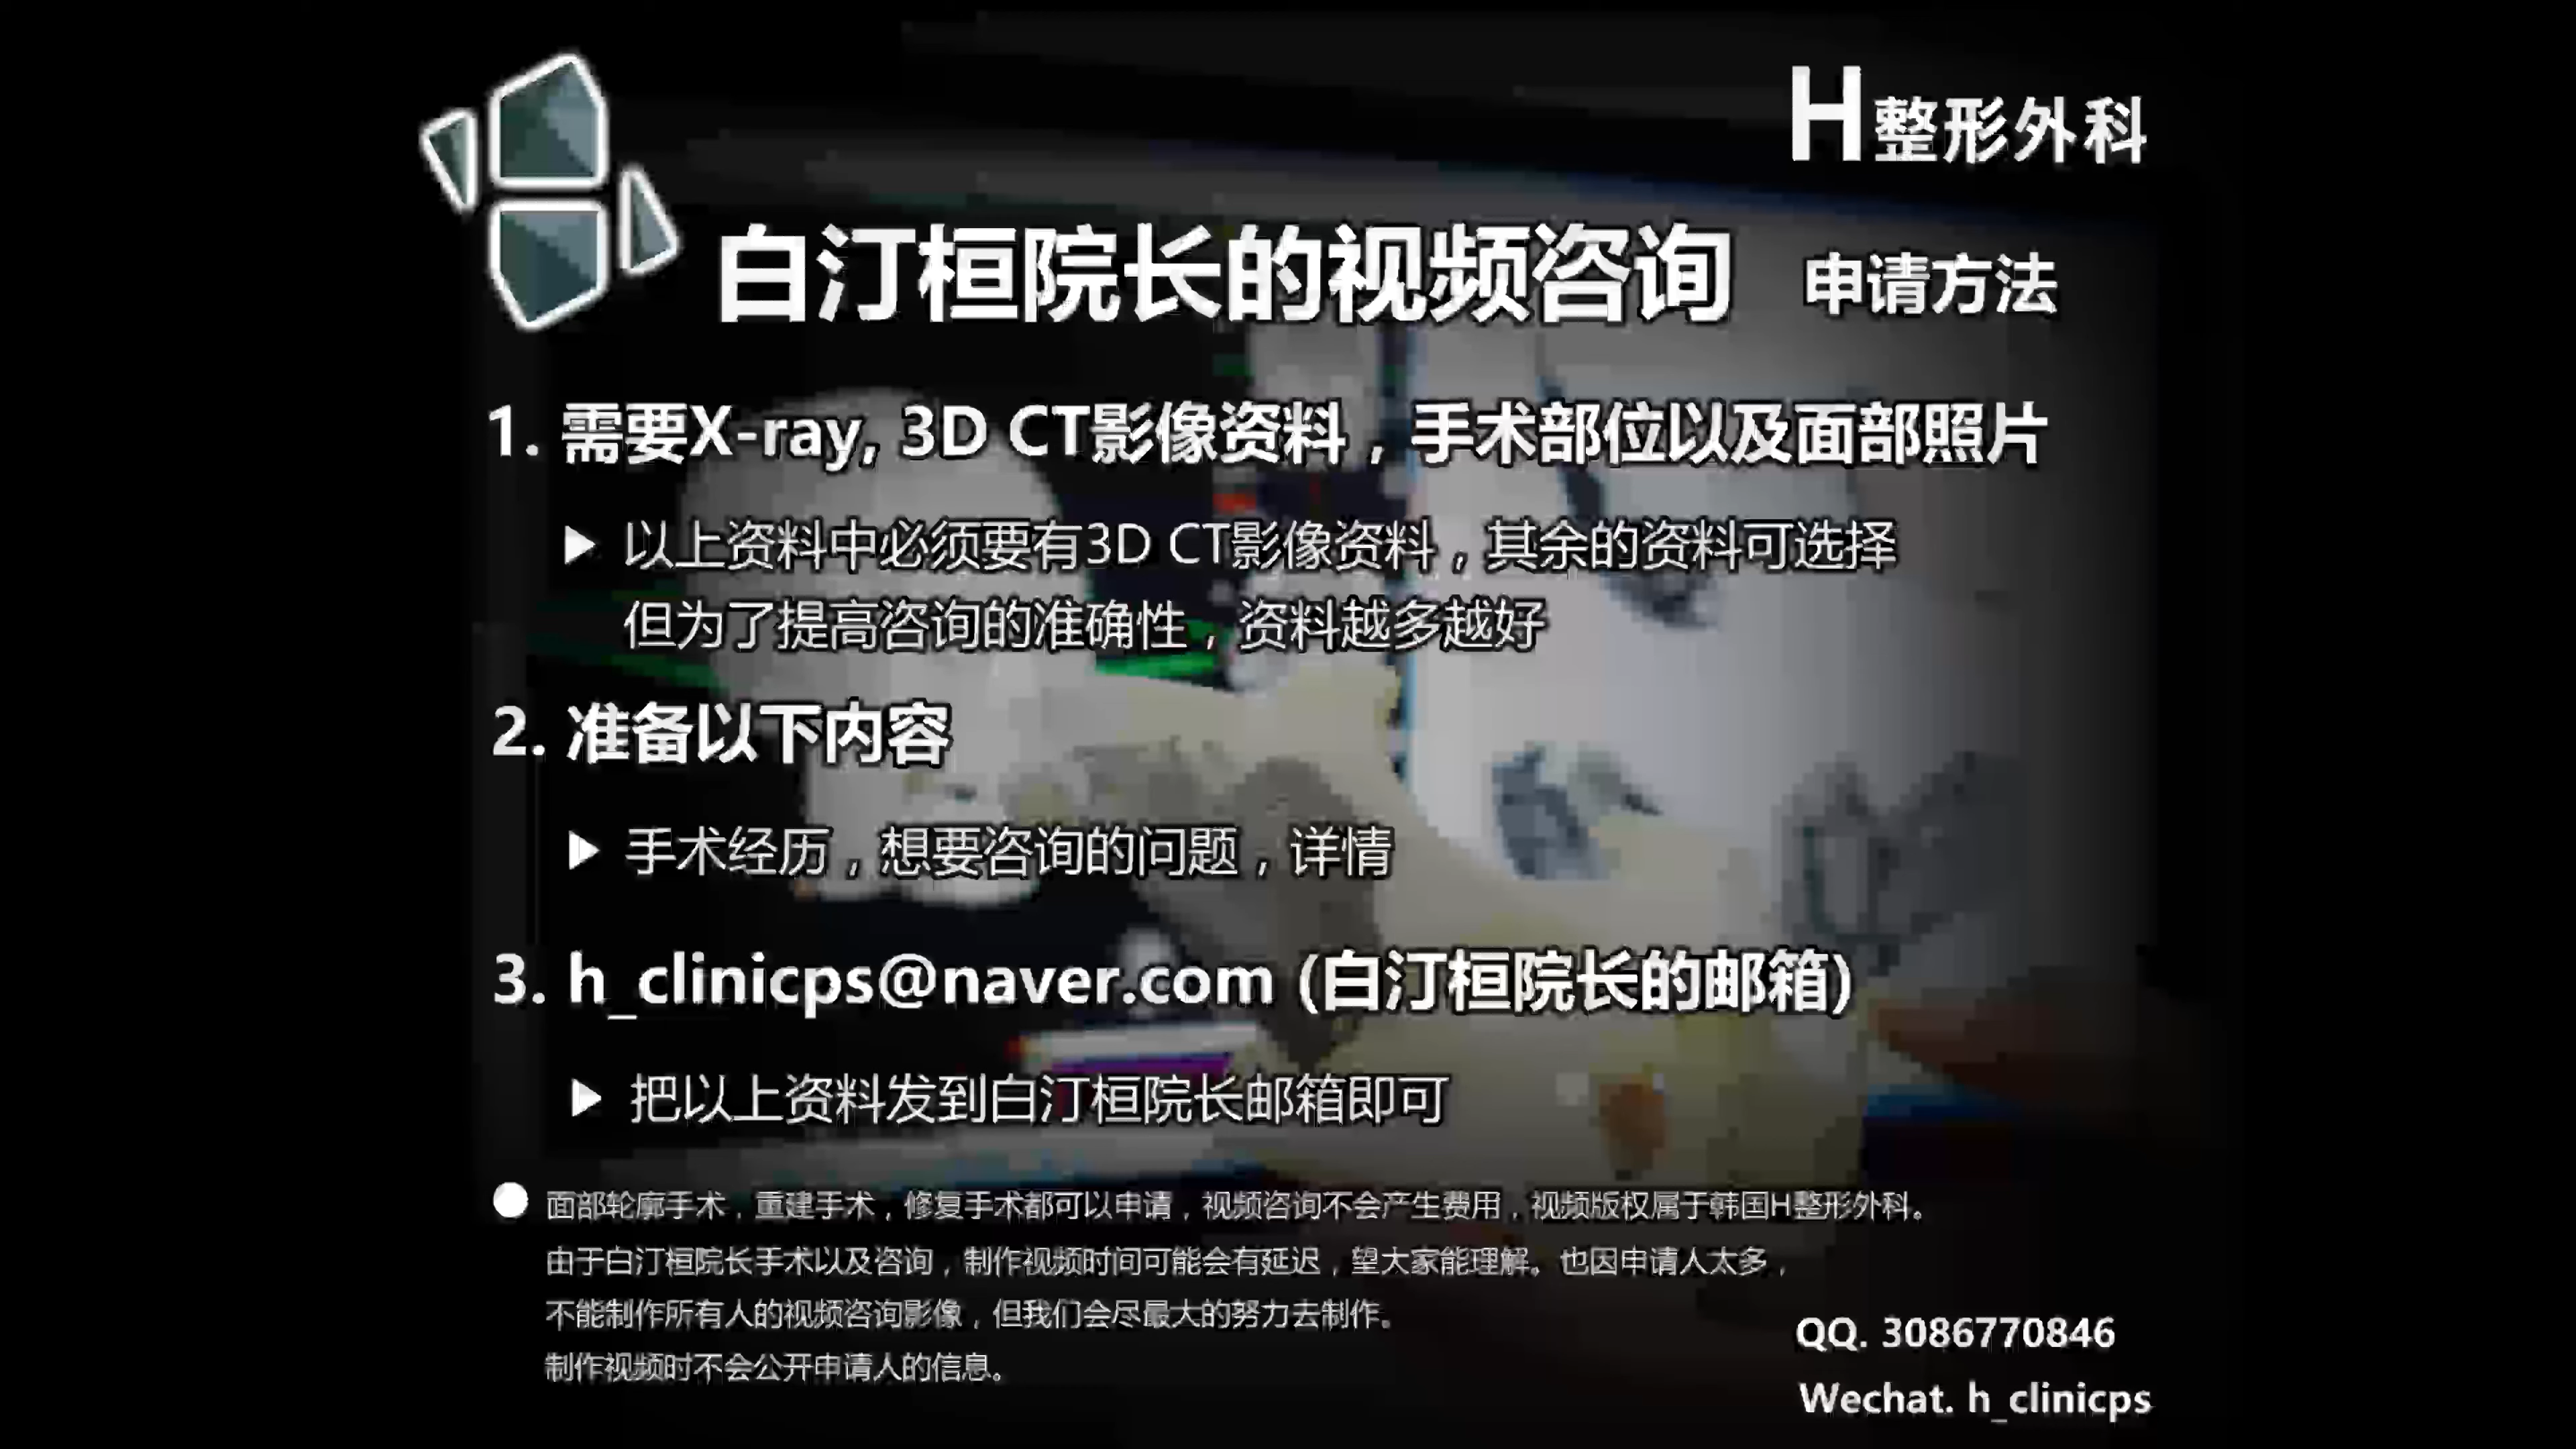 H整形外科
白汀桓院长的视频咨询 申请方法
1. 需要X-ray, 3D CT影像资料，手术部位以及面部照片
▶ 以上资料中必须要有3D CT影像资料，其余的资料可选择
但为了提高咨询的准确性，资料越多越好
2. 准备以下内容
▶ 手术经历，想要咨询的问题，详情
3. h_clinicps@naver.com (白汀桓院长的邮箱)
▶ 把以上资料发到白汀桓院长邮箱即可
● 面部轮廓手术，重建手术，修复手术都可以申请，视频咨询不会产生费用，视频版权属于韩国H整形外科。
由于白汀桓院长手术以及咨询，制作视频时间可能会有延迟，望大家能理解。也因申请人太多，
不能制作所有人的视频咨询影像，但我们会尽最大的努力去制作。
制作视频时不会公开申请人的信息。
QQ. 3086770846
Wechat. h_clinicps